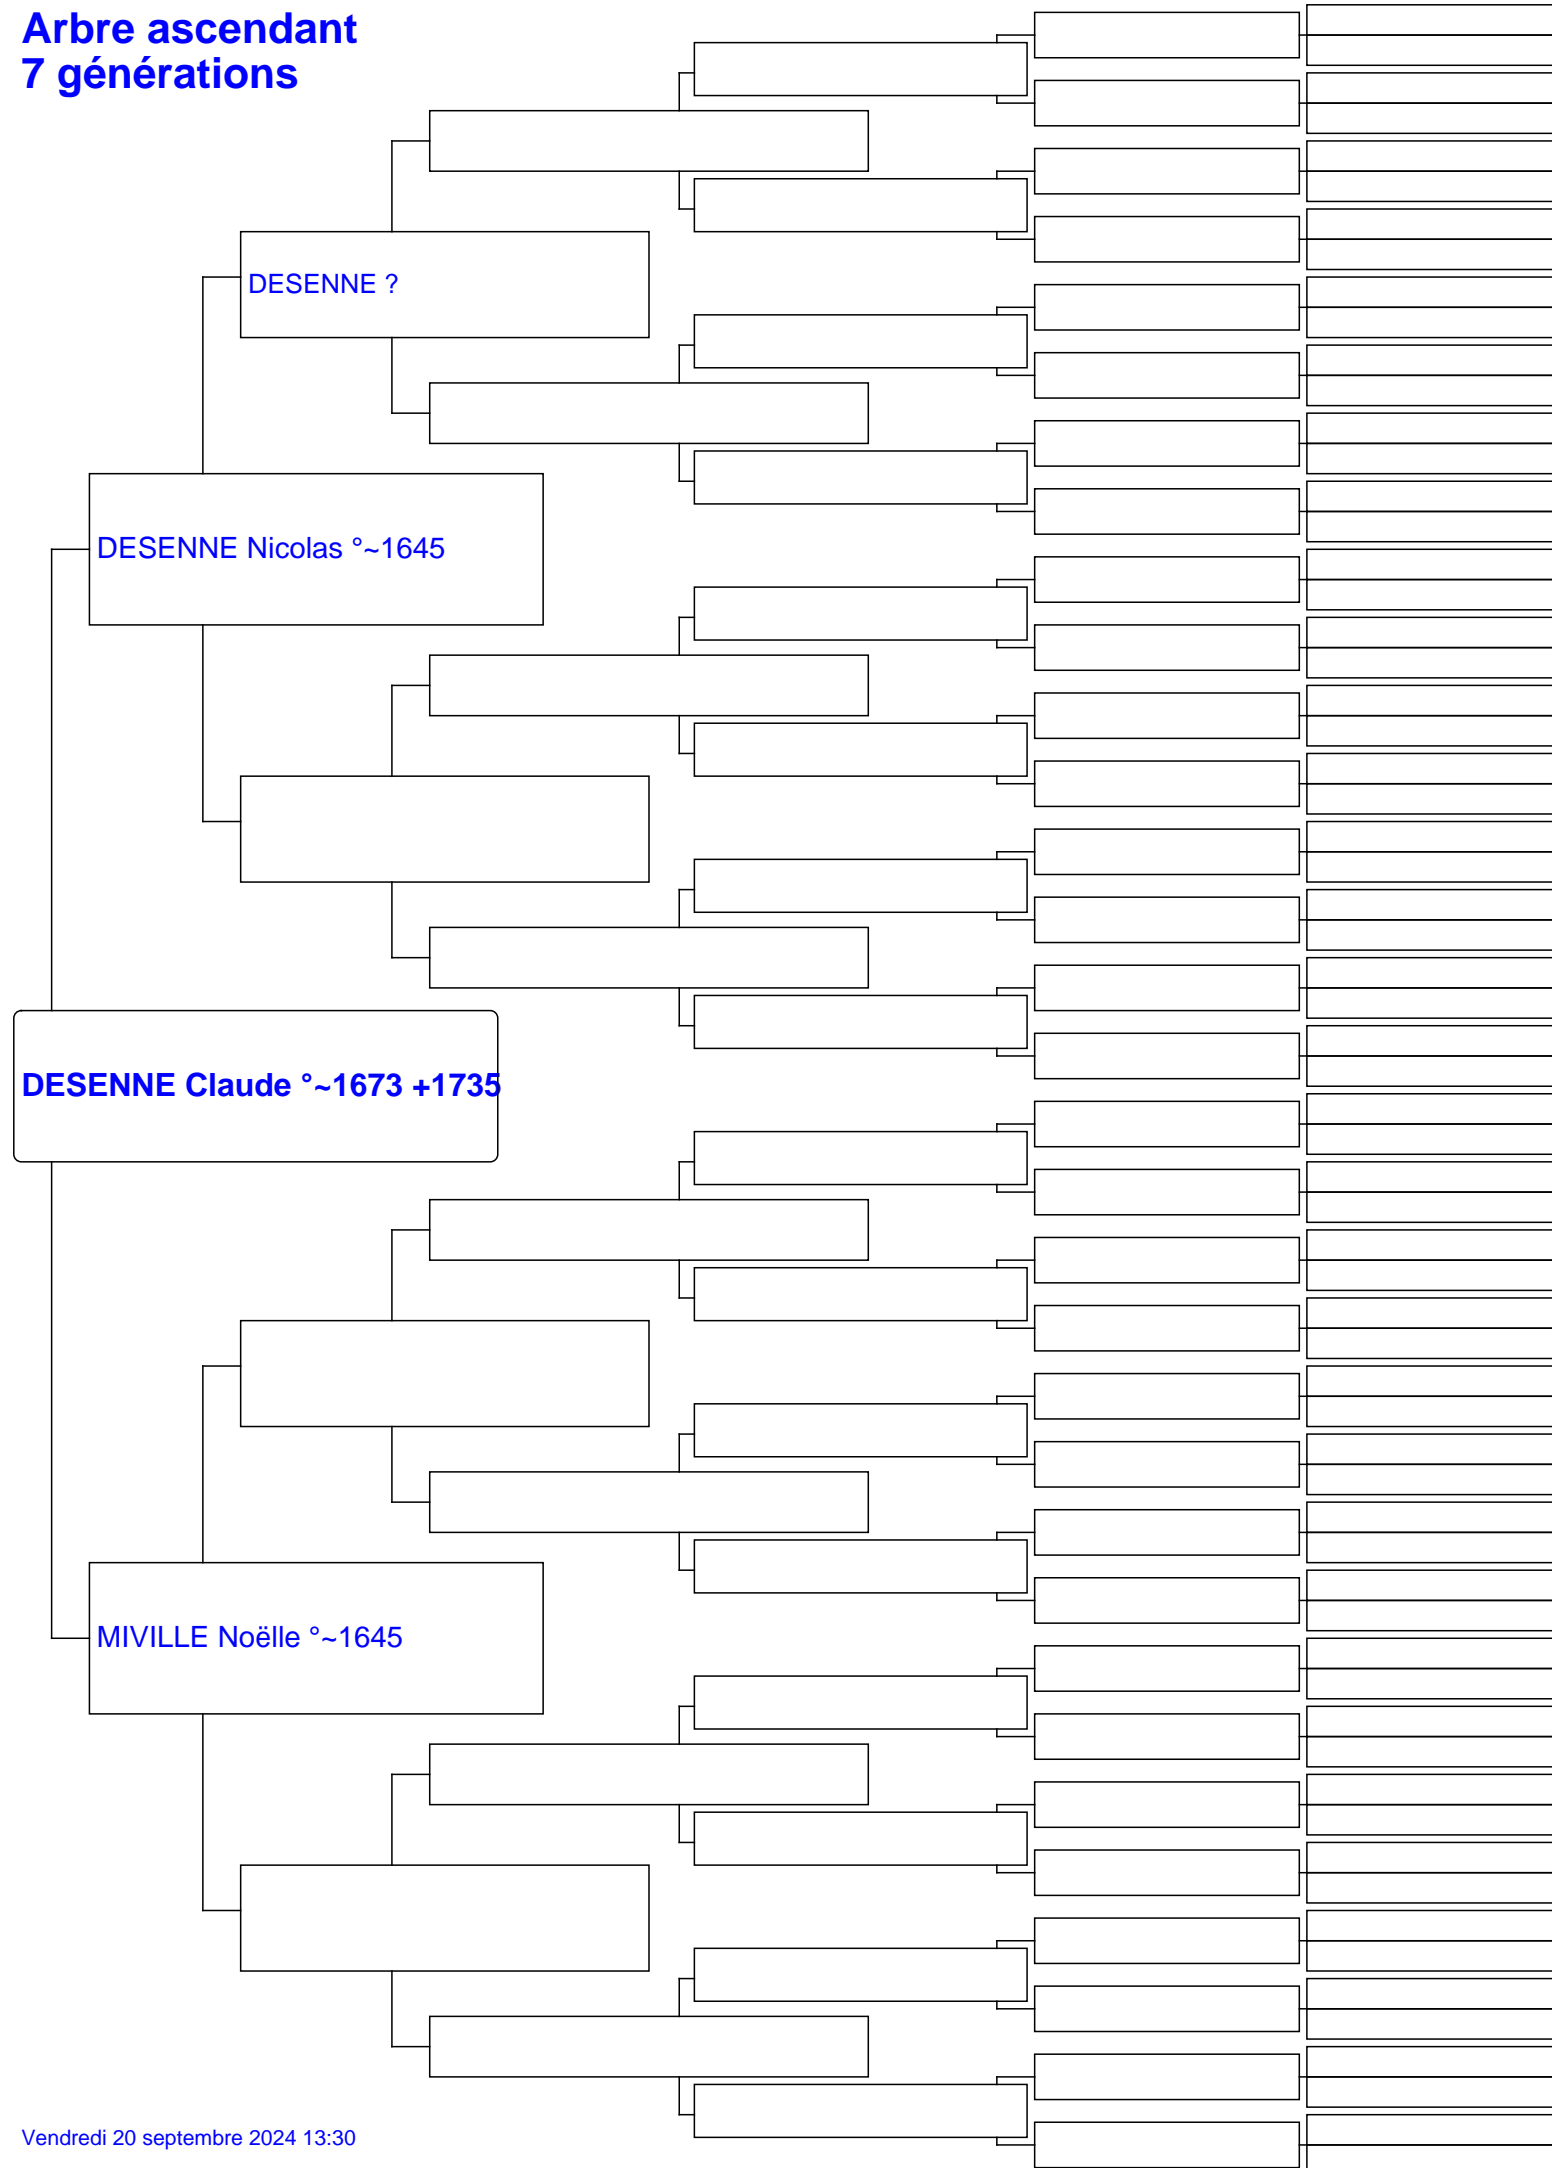 Arbre ascendant
7 générations
DESENNE ?
DESENNE Nicolas °~1645
DESENNE Claude °~1673 +1735
MIVILLE Noëlle °~1645
Vendredi 20 septembre 2024 13:30